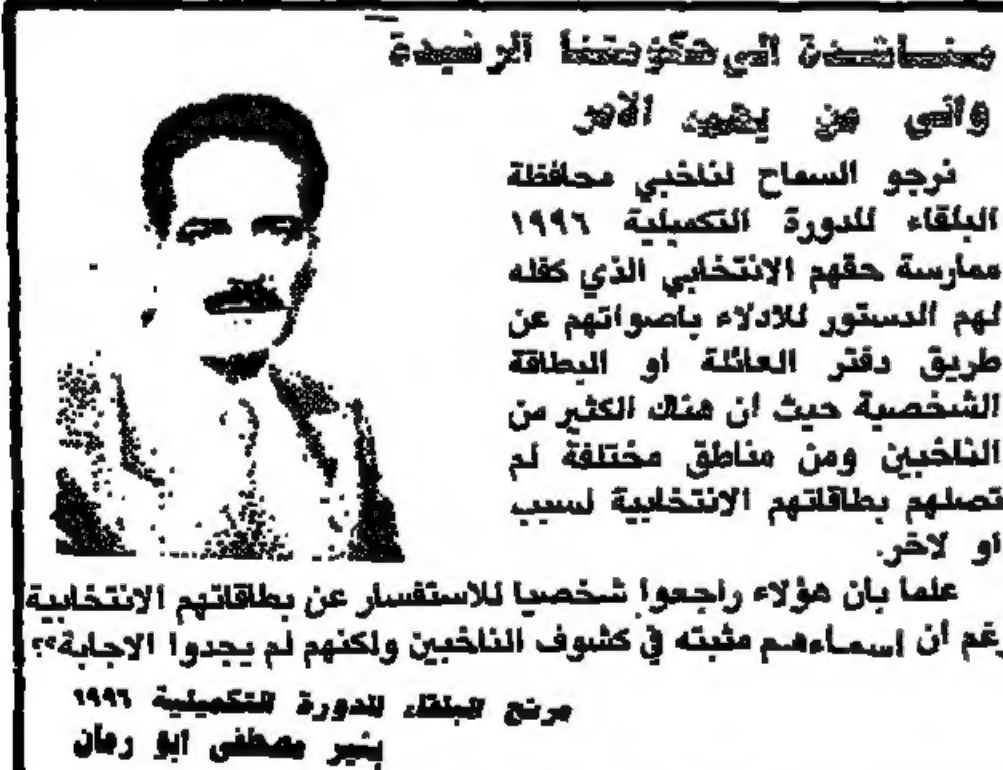 مناشدة الى حكومتنا الرشيدة
والى من يهمه الامر
نرجو السماح لناخبي محافظة
البلقاء للدورة التكميلية ١٩٩٦
ممارسة حقهم الانتخابي الذي كفله
لهم الدستور للادلاء باصواتهم عن
طريق دفتر العائلة او البطاقة
الشخصية حيث ان هناك الكثير من
الناخبين ومن مناطق مختلفة لم
تصلهم بطاقاتهم الانتخابية لسبب
او لاخر.
علما بان هؤلاء راجعوا شخصيا للاستفسار عن بطاقاتهم الانتخابية
رغم أن إسماءهم مثبته في كشوف الناخبين ولكنهم لم يجدوا الاجابة؟؟
مرشح البلقاء للدورة التكميلية ١٩٩٦
مصطفى ابو رمان